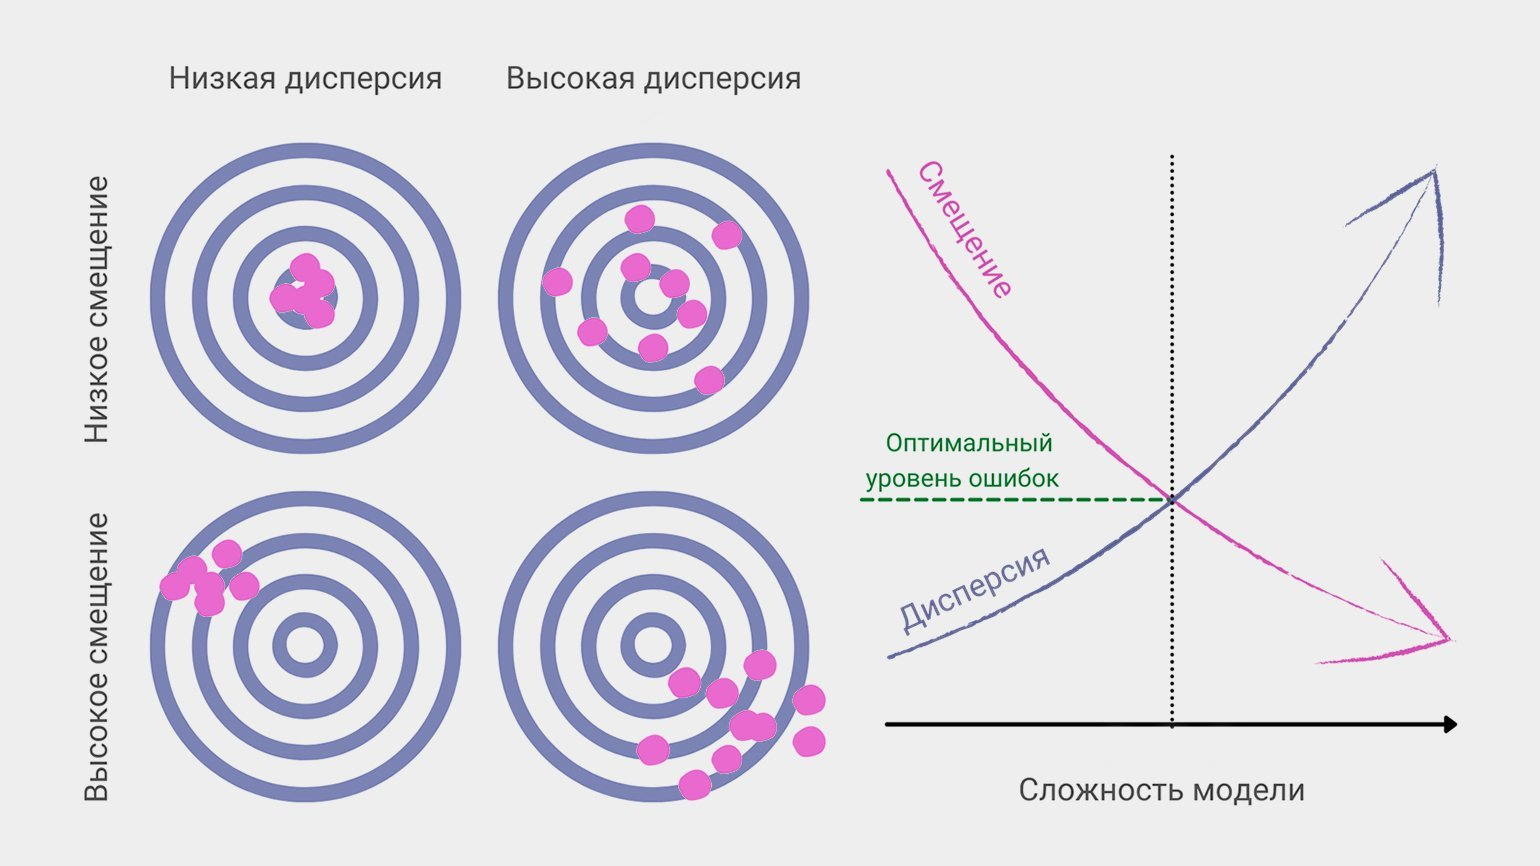 Низкая дисперсия
Высокая дисперсия
Низкое смещение
Высокое смещение
Смещение
Оптимальный
уровень ошибок
Дисперсия
Сложность модели